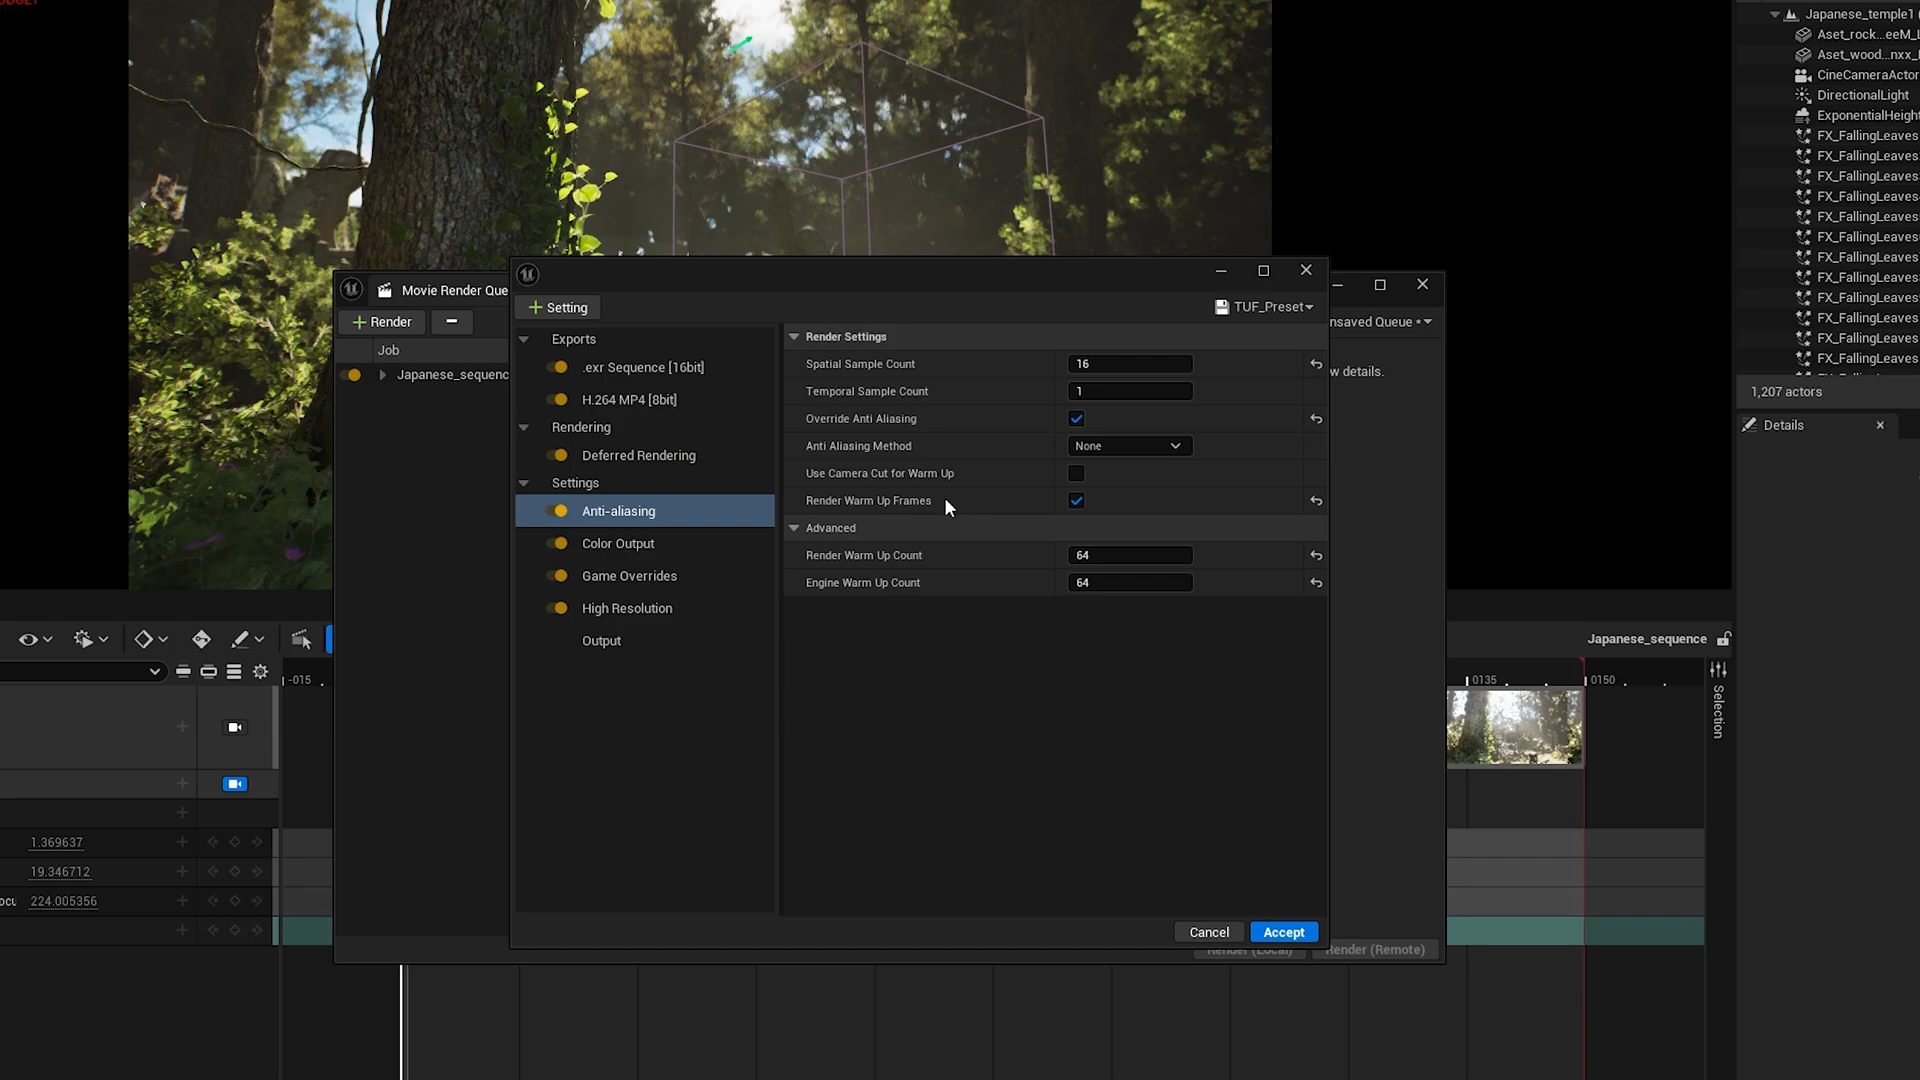 Japanese_temple1 (
Aset_rock...eeM_L
Aset_wood...nxx_
CineCameraActor
DirectionalLight
ExponentialHeight
FX_FallingLeaves
FX_FallingLeaves
FX_FallingLeaves
FX_FallingLeaves
FX_FallingLeaves
FX_FallingLeaves
FX_FallingLeaves
FX_FallingLeaves
FX_FallingLeaves
FX_FallingLeaves
FX_FallingLeaves
FX_FallingLeaves
1,207 actors
Details
Movie Render Que
Render
Job
Japanese_sequenc
nsaved Queue *
w details.
Setting
TUF_Preset
Exports
.exr Sequence [16bit]
H.264 MP4 [8bit]
Rendering
Deferred Rendering
Settings
Anti-aliasing
Color Output
Game Overrides
High Resolution
Output
Render Settings
Spatial Sample Count 16
Temporal Sample Count 1
Override Anti Aliasing
Anti Aliasing Method None
Use Camera Cut for Warm Up
Render Warm Up Frames
Advanced
Render Warm Up Count 64
Engine Warm Up Count 64
Cancel Accept
Render (Local) Render (Remote)
Japanese_sequence
-015
0135 0150
Selection
1.369637
19.346712
ocu 224.005356